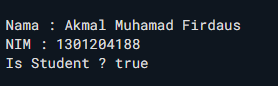 Nama : Akmal Muhamad Firdaus
NIM : 1301204188
Is Student ? true